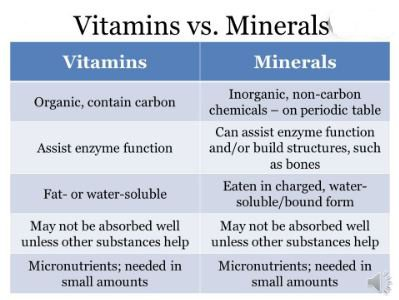 Vitamins vs. Minerals
Vitamins
Minerals
Organic, contain carbon
Inorganic, non-carbon
chemicals – on periodic table
Assist enzyme function
Can assist enzyme function
and/or build structures, such
as bones
Fat- or water-soluble
Eaten in charged, water-
soluble/bound form
May not be absorbed well
unless other substances help
May not be absorbed well
unless other substances help
Micronutrients; needed in
small amounts
Micronutrients; needed in
small amounts